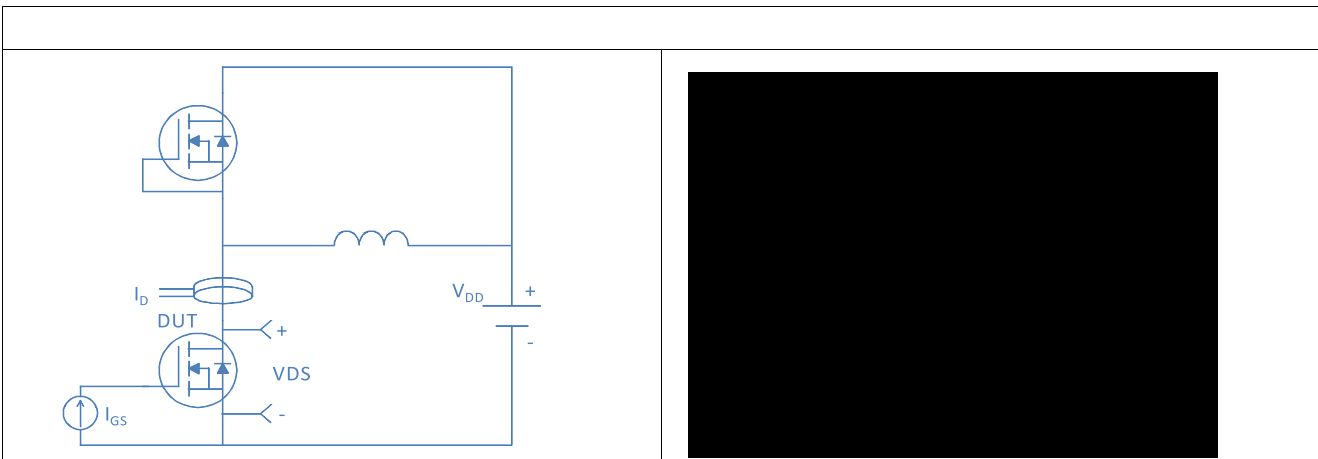 I_D
DUT
+
VDS
-
I_GS
V_DD
+
-